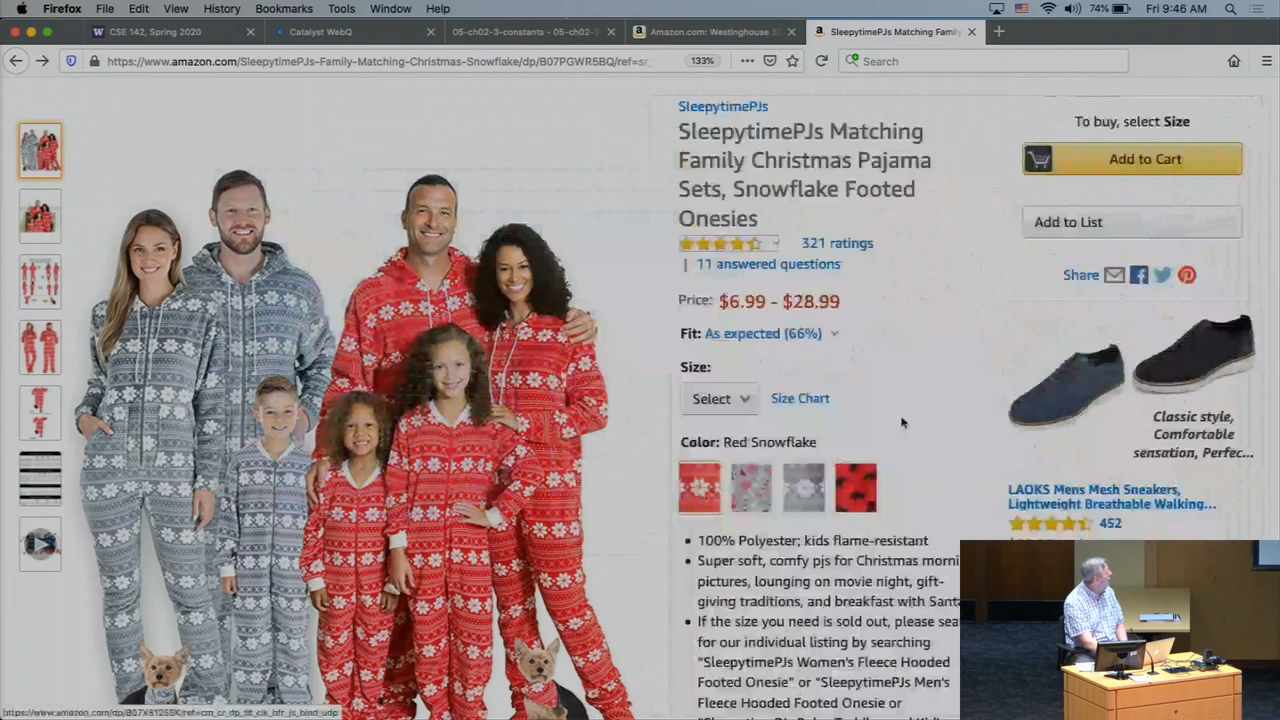 Firefox File Edit View History Bookmarks Tools Window Help 74% Fri 9:46 AM
CSE 142, Spring 2020
Catalyst WebQ
05-ch02-3-constants - 05-ch02-3
Amazon.com: Westinghouse
SleepytimePJs Matching Family
https://www.amazon.com/SleepytimePJs-Family-Matching-Christmas-Snowflake/dp/B07PGWR5BQ/ref=sr_
133%
Search
SleepytimePJs
SleepytimePJs Matching
Family Christmas Pajama
Sets, Snowflake Footed
Onesies
321 ratings
| 11 answered questions
Price: $6.99 - $28.99
Fit: As expected (66%)
Size:
Select
Size Chart
Color: Red Snowflake
• 100% Polyester; kids flame-resistant
• Super soft, comfy pjs for Christmas morni
pictures, lounging on movie night, gift-
giving traditions, and breakfast with Santa
• If the size you need is sold out, please sea
for our individual listing by searching
"SleepytimePJs Women's Fleece Hooded
Footed Onesie" or "SleepytimePJs Men's
Fleece Hooded Footed Onesie or
To buy, select Size
Add to Cart
Add to List
Share
Classic style,
Comfortable
sensation, Perfec...
LAOKS Mens Mesh Sneakers,
Lightweight Breathable Walking...
452